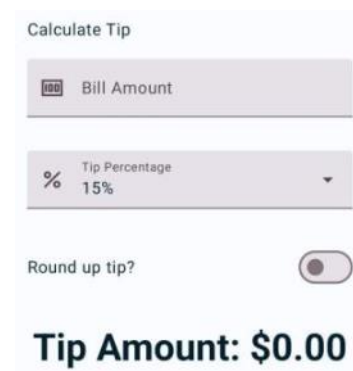 Calculate Tip
Bill Amount
Tip Percentage
% 15%
Round up tip?
Tip Amount: $0.00